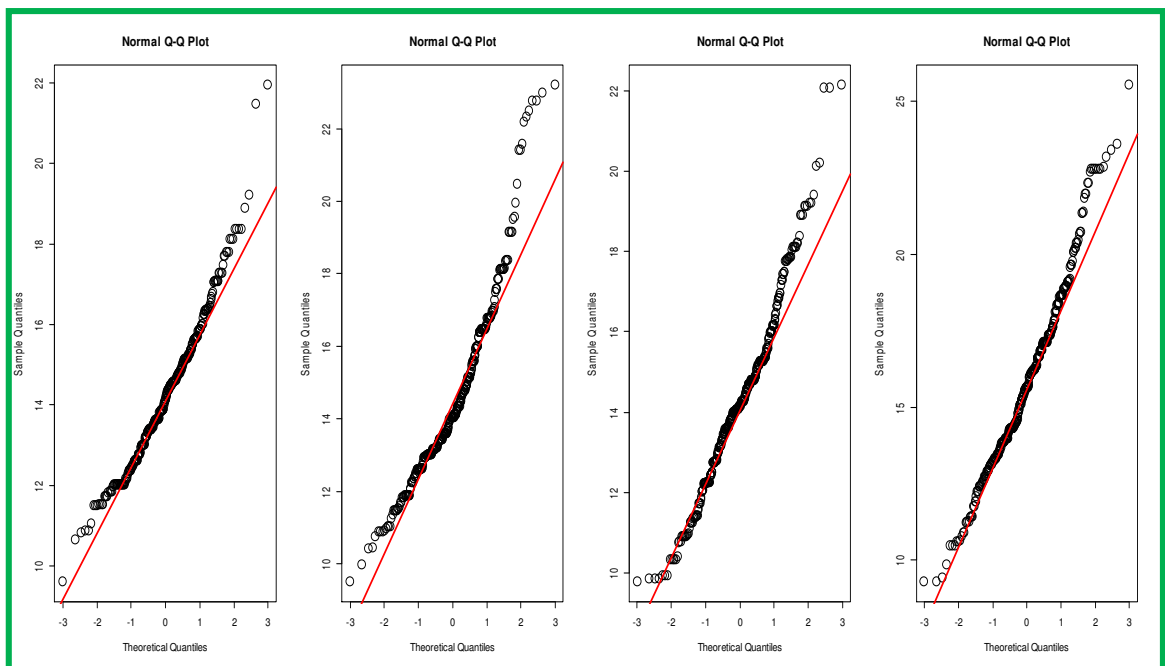 Normal Q-Q Plot
Sample Quantiles
22
20
18
16
14
12
10
-3 -2 -1 0 1 2 3
Theoretical Quantiles
Normal Q-Q Plot
Sample Quantiles
22
20
18
16
14
12
10
-3 -2 -1 0 1 2 3
Theoretical Quantiles
Normal Q-Q Plot
Sample Quantiles
22
20
18
16
14
12
10
-3 -2 -1 0 1 2 3
Theoretical Quantiles
Normal Q-Q Plot
Sample Quantiles
25
20
15
10
-3 -2 -1 0 1 2 3
Theoretical Quantiles